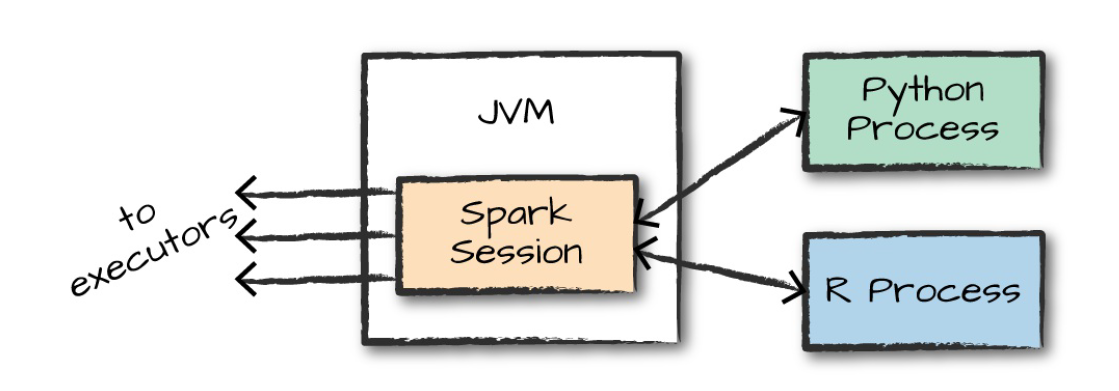 JVM
Spark
Session
to
executors
Python
Process
R Process